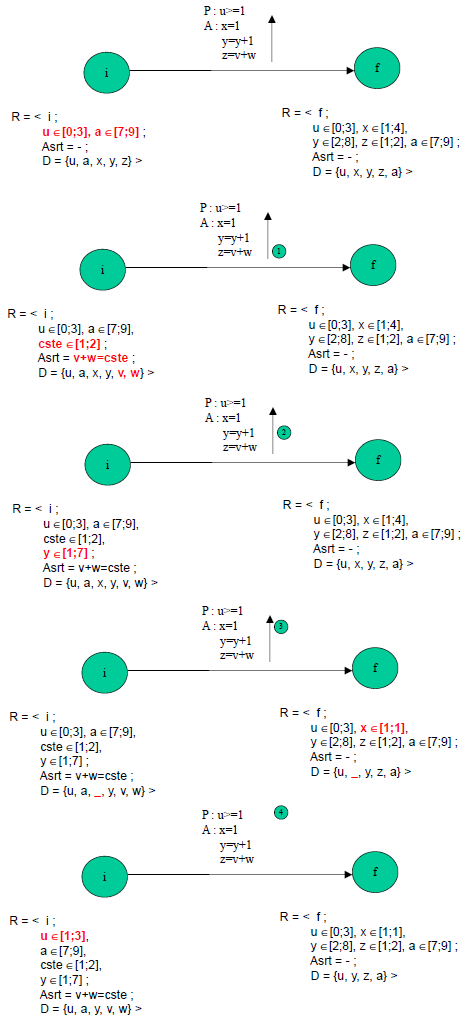 P : u>=1
A : x=1
y=y+1
z=v+w
i
f
R = < i ;
u ∈ [0;3], a ∈ [7;9] ;
Asrt = - ;
D = {u, a, x, y, z} >
R = < f ;
u ∈ [0;3], x ∈ [1;4],
y ∈ [2;8], z ∈ [1;2], a ∈ [7;9] ;
Asrt = - ;
D = {u, x, y, z, a} >
P : u>=1
A : x=1
y=y+1
z=v+w
1
i
f
R = < i ;
u ∈ [0;3], a ∈ [7;9],
cste ∈ [1;2] ;
Asrt = v+w=cste ;
D = {u, a, x, y, v, w} >
R = < f ;
u ∈ [0;3], x ∈ [1;4],
y ∈ [2;8], z ∈ [1;2], a ∈ [7;9] ;
Asrt = - ;
D = {u, x, y, z, a} >
P : u>=1
A : x=1
y=y+1
z=v+w
2
i
f
R = < i ;
u ∈ [0;3], a ∈ [7;9],
cste ∈ [1;2],
y ∈ [1;7] ;
Asrt = v+w=cste ;
D = {u, a, x, y, v, w} >
R = < f ;
u ∈ [0;3], x ∈ [1;4],
y ∈ [2;8], z ∈ [1;2], a ∈ [7;9] ;
Asrt = - ;
D = {u, x, y, z, a} >
P : u>=1
A : x=1
y=y+1
z=v+w
3
i
f
R = < i ;
u ∈ [0;3], a ∈ [7;9],
cste ∈ [1;2],
y ∈ [1;7] ;
Asrt = v+w=cste ;
D = {u, a, _, y, v, w} >
R = < f ;
u ∈ [0;3], x ∈ [1;1],
y ∈ [2;8], z ∈ [1;2], a ∈ [7;9] ;
Asrt = - ;
D = {u, _, y, z, a} >
P : u>=1
A : x=1
y=y+1
z=v+w
4
i
f
R = < i ;
u ∈ [1;3],
a ∈ [7;9],
cste ∈ [1;2],
y ∈ [1;7] ;
Asrt = v+w=cste ;
D = {u, a, y, v, w} >
R = < f ;
u ∈ [0;3], x ∈ [1;1],
y ∈ [2;8], z ∈ [1;2], a ∈ [7;9] ;
Asrt = - ;
D = {u, y, z, a} >